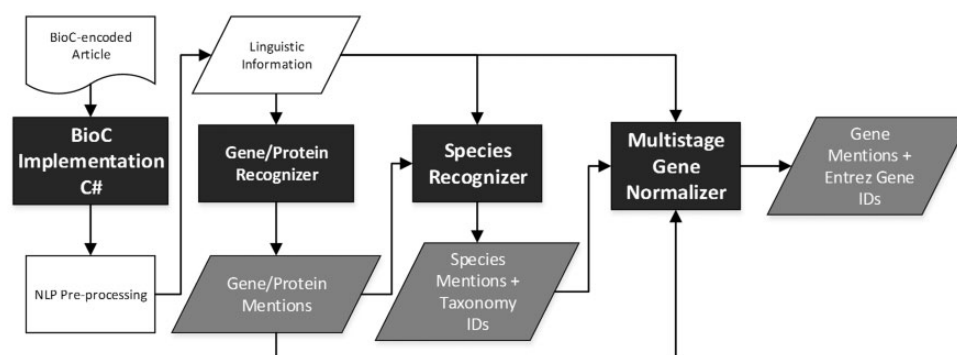 BioC-encoded
Article
BioC
Implementation
C#
NLP Pre-processing
Linguistic
Information
Gene/Protein
Recognizer
Gene/Protein
Mentions
Species
Recognizer
Species
Mentions +
Taxonomy
IDs
Multistage
Gene
Normalizer
Gene
Mentions +
Entrez Gene
IDs